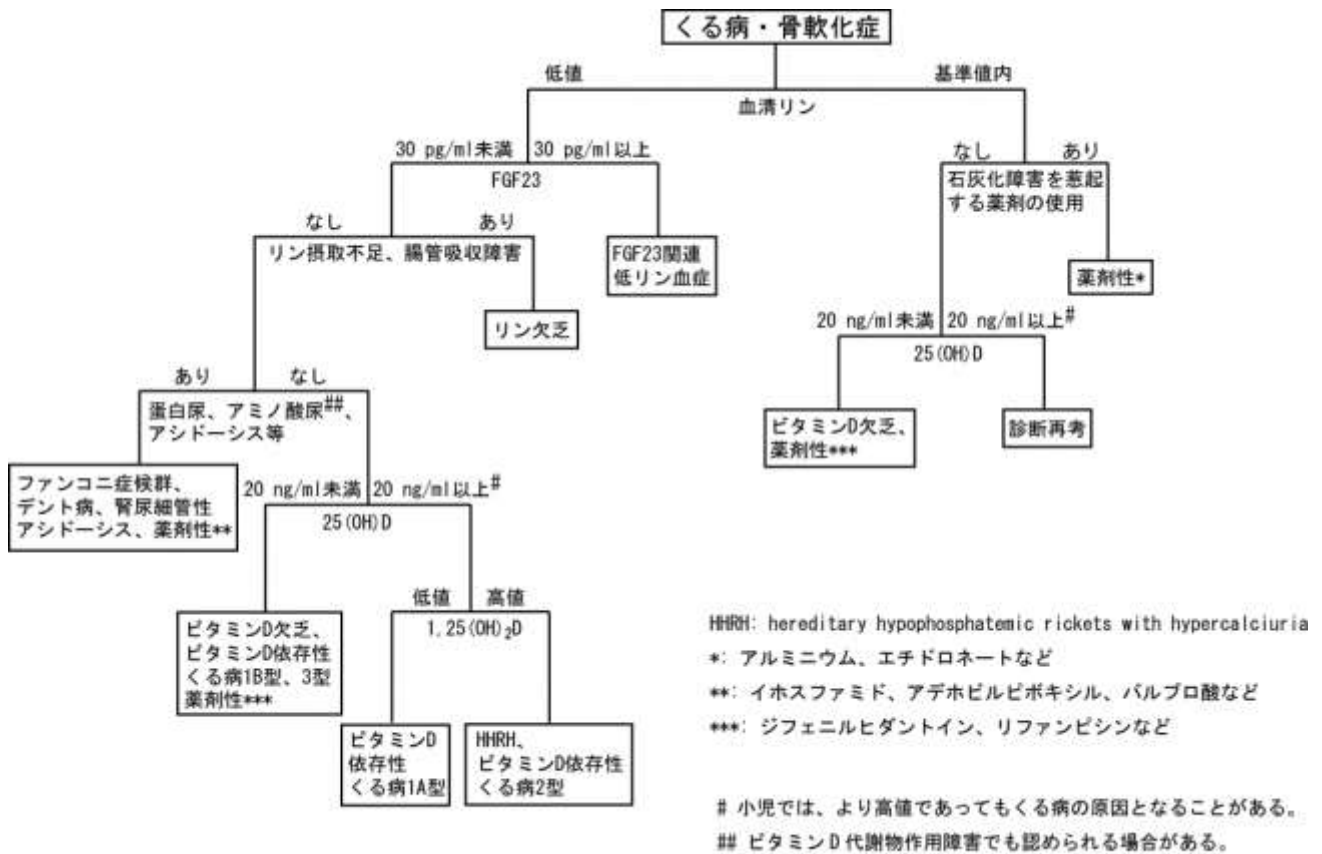 くる病・骨軟化症
低値
基準値内
血清リン
30 pg/ml未満
30 pg/ml以上
FGF23
なし
あり
石灰化障害を惹起
する薬剤の使用
なし
あり
リン摂取不足、腸管吸収障害
FGF23関連
低リン血症
薬剤性*
リン欠乏
20 ng/ml未満
20 ng/ml以上#
25(OH)D
あり
なし
蛋白尿、アミノ酸尿##、
アシドーシス等
ビタミンD欠乏、
薬剤性***
診断再考
ファンコニ症候群、
デント病、腎尿細管性
アシドーシス、薬剤性**
20 ng/ml未満
20 ng/ml以上#
25(OH)D
低値
高値
1,25(OH)2D
ビタミンD欠乏、
ビタミンD依存性
くる病1B型、3型
薬剤性***
ビタミンD
依存性
くる病1A型
HHRH、
ビタミンD依存性
くる病2型
HHRH: hereditary hypophosphatemic rickets with hypercalciuria
*: アルミニウム、エチドロネートなど
**: イホスファミド、アデホビルピボキシル、バルプロ酸など
***: ジフェニルヒダントイン、リファンピシンなど
# 小児では、より高値であってもくる病の原因となることがある。
## ビタミンD代謝物作用障害でも認められる場合がある。